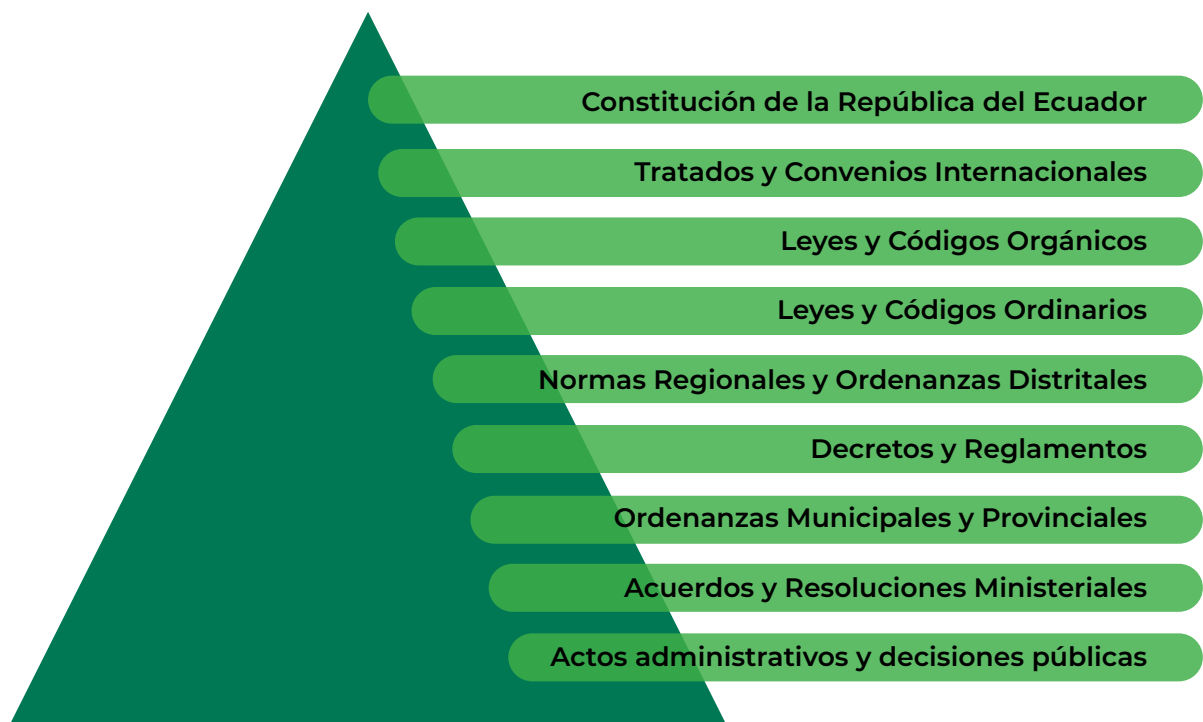 Constitución de la República del Ecuador
Tratados y Convenios Internacionales
Leyes y Códigos Orgánicos
Leyes y Códigos Ordinarios
Normas Regionales y Ordenanzas Distritales
Decretos y Reglamentos
Ordenanzas Municipales y Provinciales
Acuerdos y Resoluciones Ministeriales
Actos administrativos y decisiones públicas